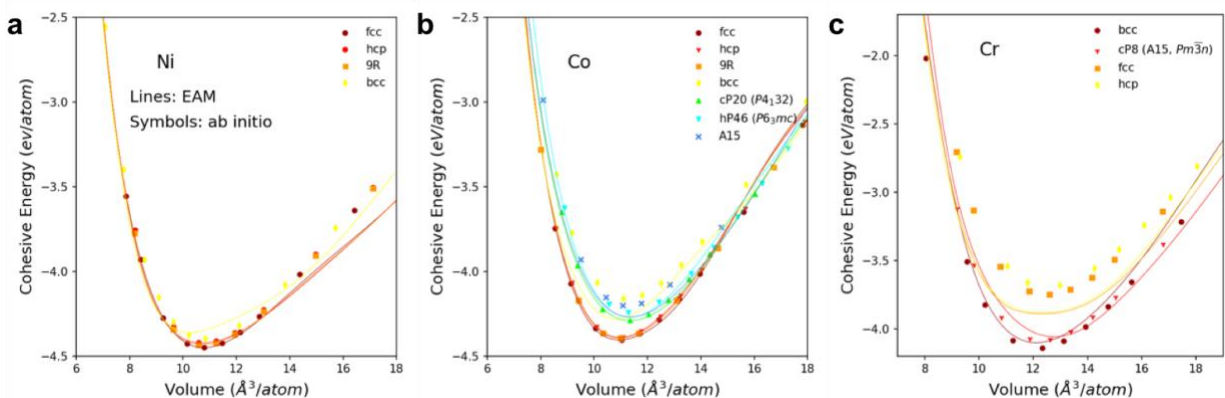 a
−2.5
−3.0
−3.5
−4.0
−4.5
Cohesive Energy (eV/atom)
6 8 10 12 14 16 18
Volume (Å³/atom)
Ni
Lines: EAM
Symbols: ab initio
fcc
hcp
9R
bcc
b
−2.5
−3.0
−3.5
−4.0
−4.5
Cohesive Energy (eV/atom)
6 8 10 12 14 16 18
Volume (Å³/atom)
Co
fcc
hcp
9R
bcc
cP20 (P4₁32)
hP46 (P6₃mc)
A15
c
−2.0
−2.5
−3.0
−3.5
−4.0
Cohesive Energy (eV/atom)
8 10 12 14 16 18
Volume (Å³/atom)
Cr
bcc
cP8 (A15, Pm3̅n)
fcc
hcp